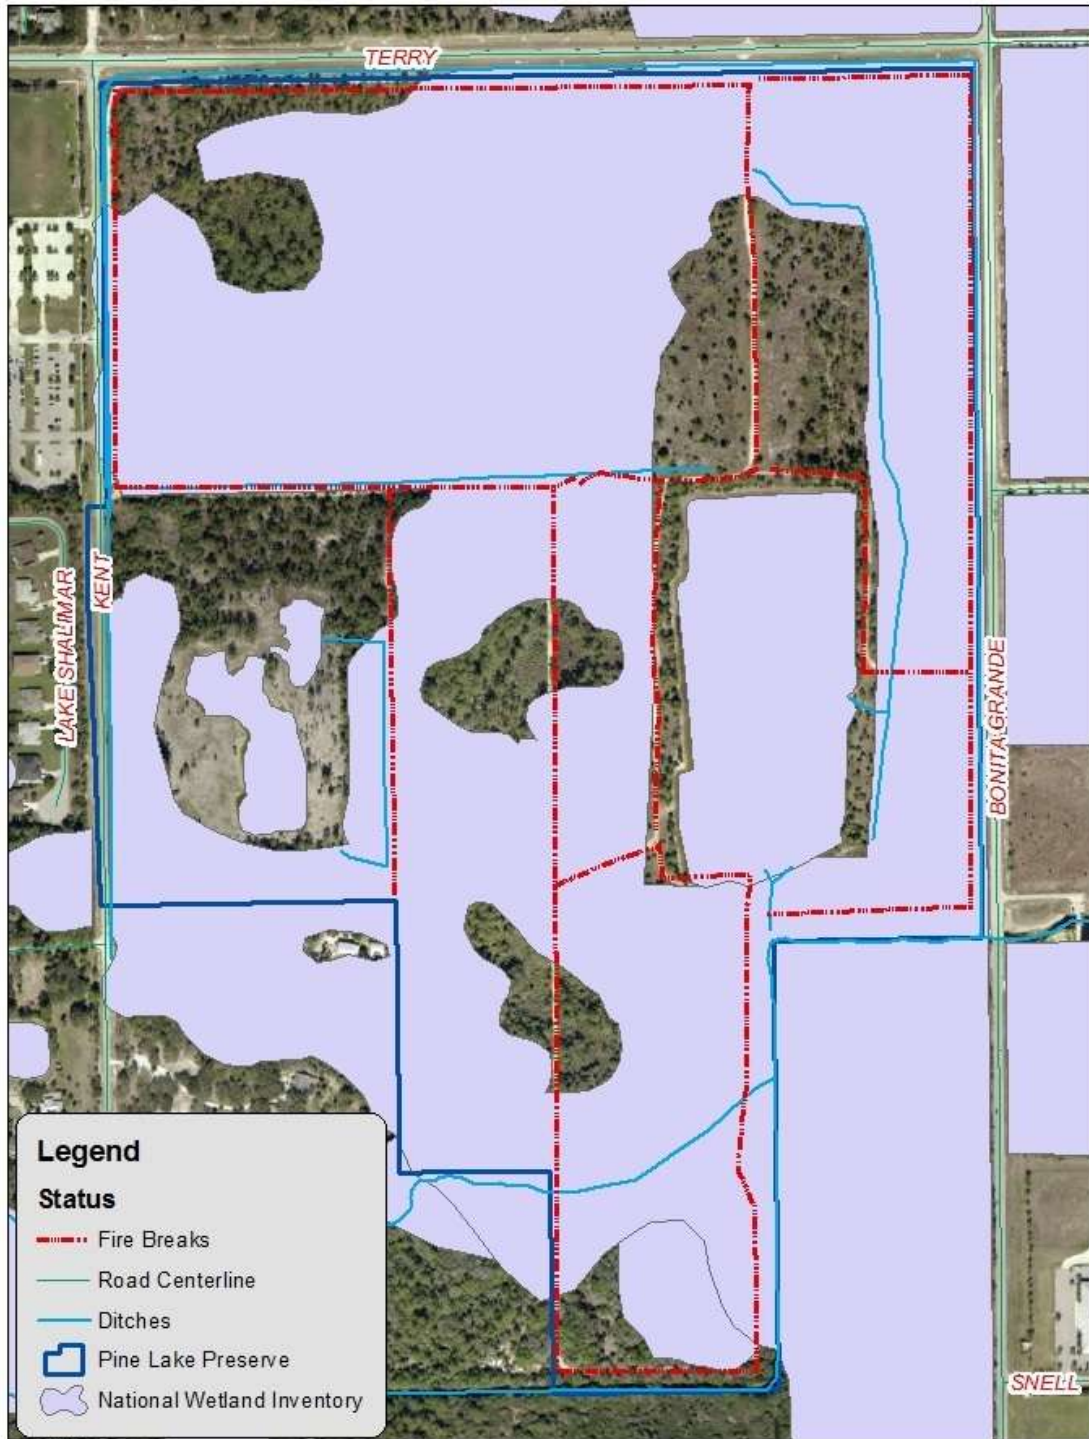 TERRY
LAKE SHALIMAR
KENT
BONITA GRANDE
Legend
Status
Fire Breaks
Road Centerline
Ditches
Pine Lake Preserve
National Wetland Inventory
SNELL